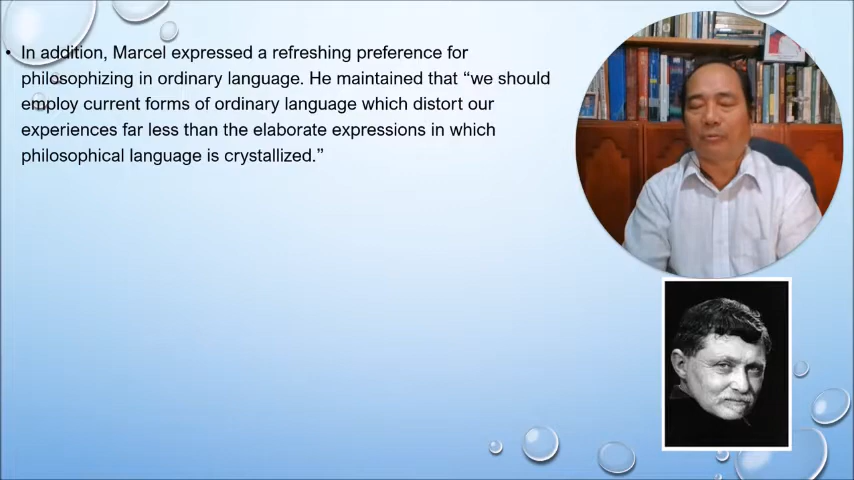 • In addition, Marcel expressed a refreshing preference for
philosophizing in ordinary language. He maintained that “we should
employ current forms of ordinary language which distort our
experiences far less than the elaborate expressions in which
philosophical language is crystallized.”